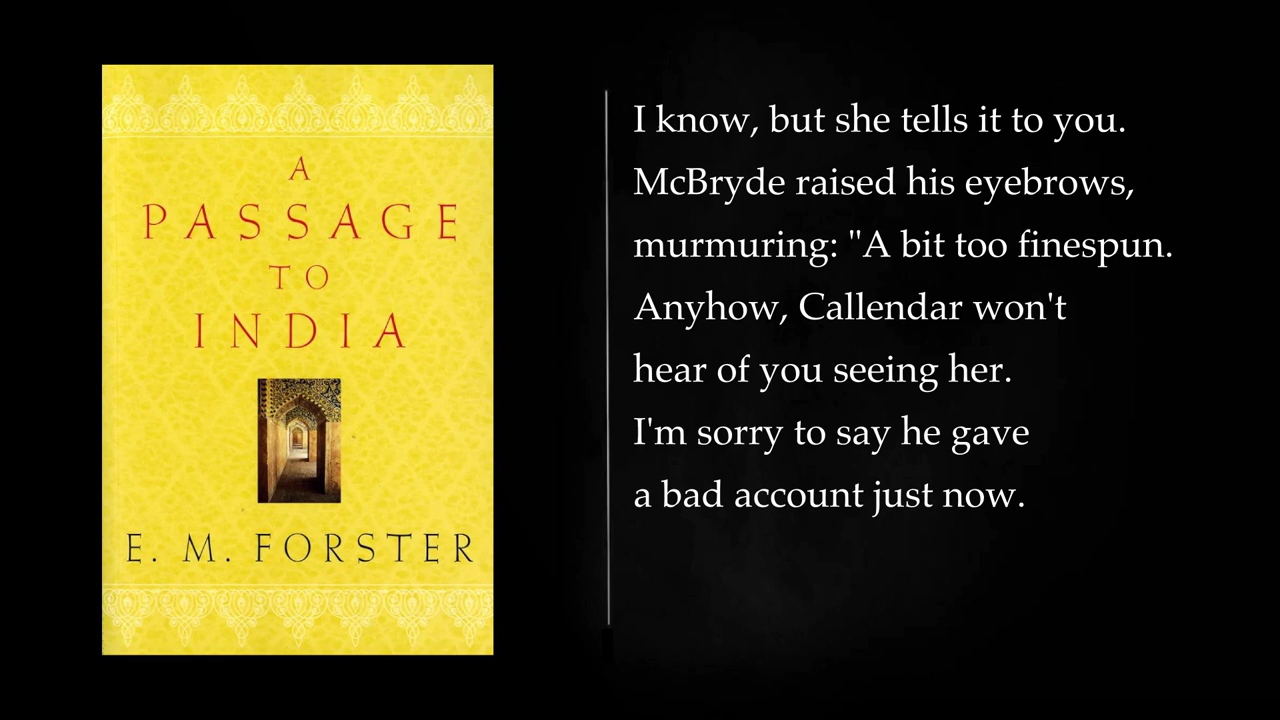 A
PASSAGE
TO
INDIA
E. M. FORSTER
I know, but she tells it to you.
McBryde raised his eyebrows,
murmuring: "A bit too finespun.
Anyhow, Callendar won't
hear of you seeing her.
I'm sorry to say he gave
a bad account just now.